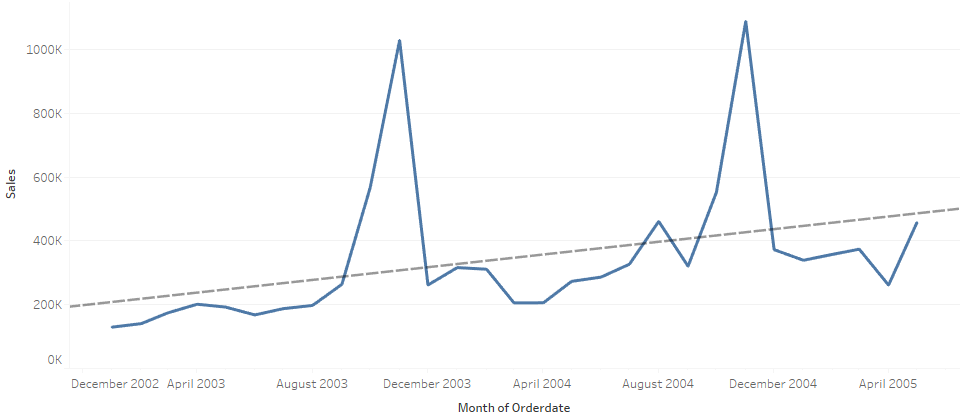 1000K
800K
600K
400K
200K
0K
Sales
December 2002 April 2003 August 2003 December 2003 April 2004 August 2004 December 2004 April 2005
Month of Orderdate